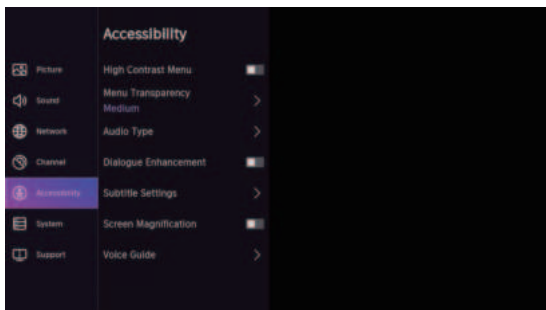 Accessibility
Picture
Sound
Network
Channel
Accessibility
System
Support
High Contrast Menu
Menu Transparency
Medium
Audio Type
Dialogue Enhancement
Subtitle Settings
Screen Magnification
Voice Guide